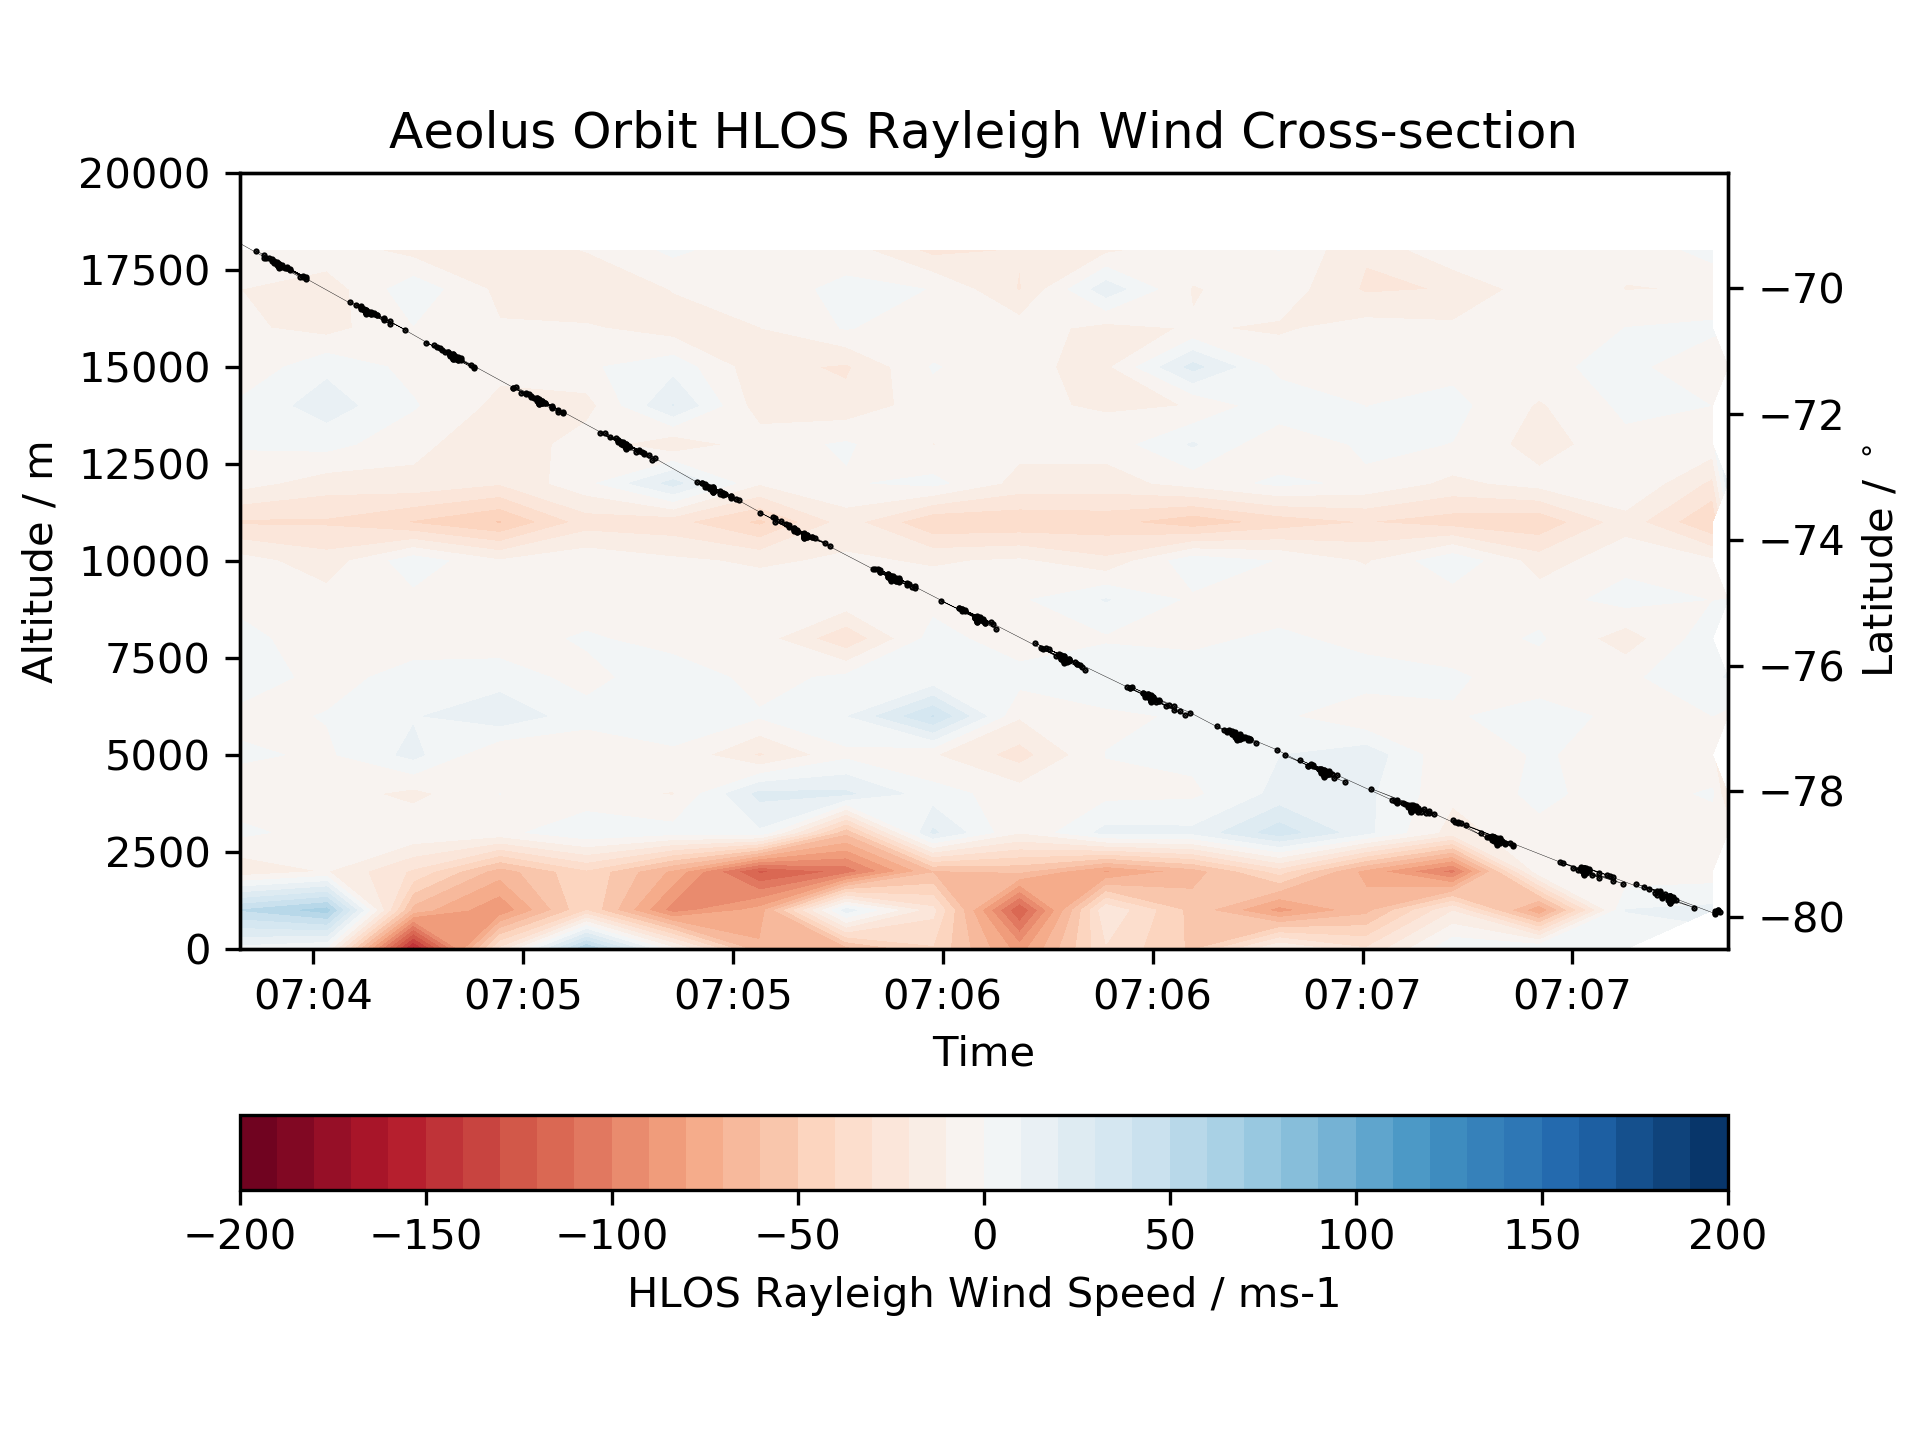 Aeolus Orbit HLOS Rayleigh Wind Cross-section
20000
17500
15000
12500
10000
7500
5000
2500
0
Altitude / m
−70
−72
−74
−76
−78
−80
Latitude / °
07:04 07:05 07:05 07:06 07:06 07:07 07:07
Time
−200 −150 −100 −50 0 50 100 150 200
HLOS Rayleigh Wind Speed / ms-1